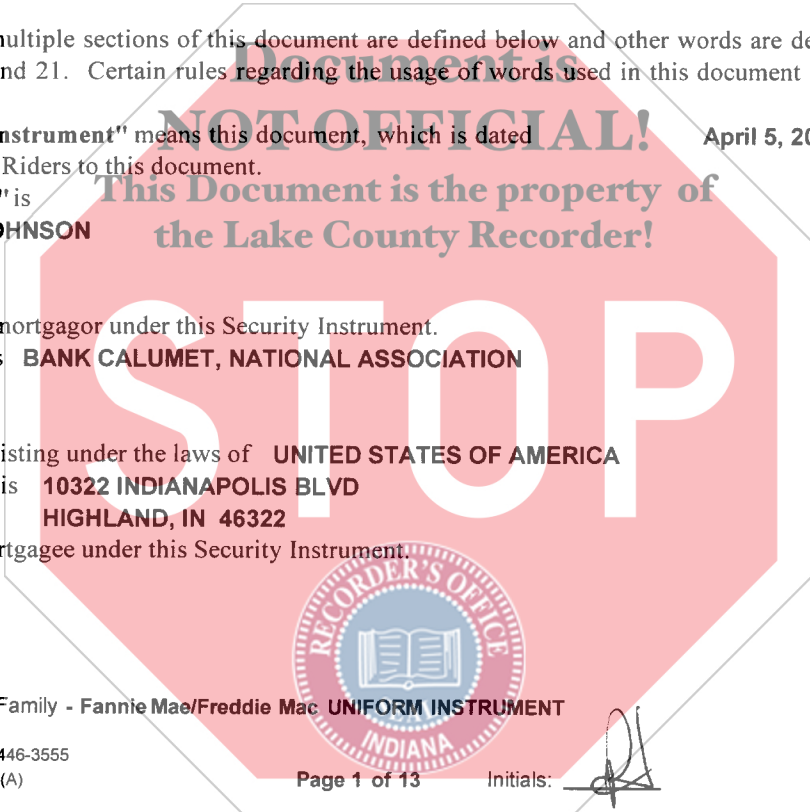 multiple sections of this document are defined below and other words are de
nd 21. Certain rules regarding the usage of words used in this document
Document is
nstrument" means this document, which is dated April 5, 20
NOT OFFICIAL!
Riders to this document.
" is
This Document is the property of
OHNSON
the Lake County Recorder!
mortgagor under this Security Instrument.
s BANK CALUMET, NATIONAL ASSOCIATION
STOP
isting under the laws of UNITED STATES OF AMERICA
is 10322 INDIANAPOLIS BLVD
HIGHLAND, IN 46322
rtgagee under this Security Instrument.
RECORDER'S OFFICE
SEAL
INDIANA
Family - Fannie Mae/Freddie Mac UNIFORM INSTRUMENT
446-3555
(A)
Page 1 of 13 Initials: